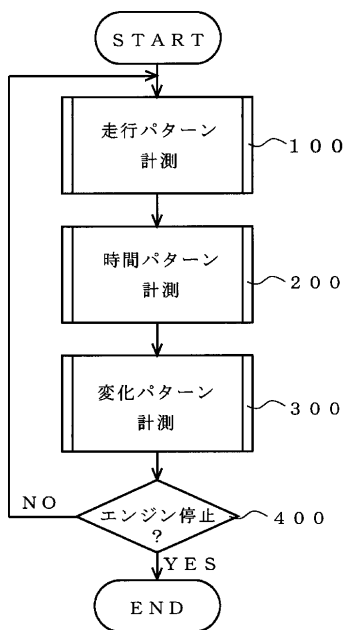 START
走行パターン
計測
100
時間パターン
計測
200
変化パターン
計測
300
NO
エンジン停止
?
400
YES
END